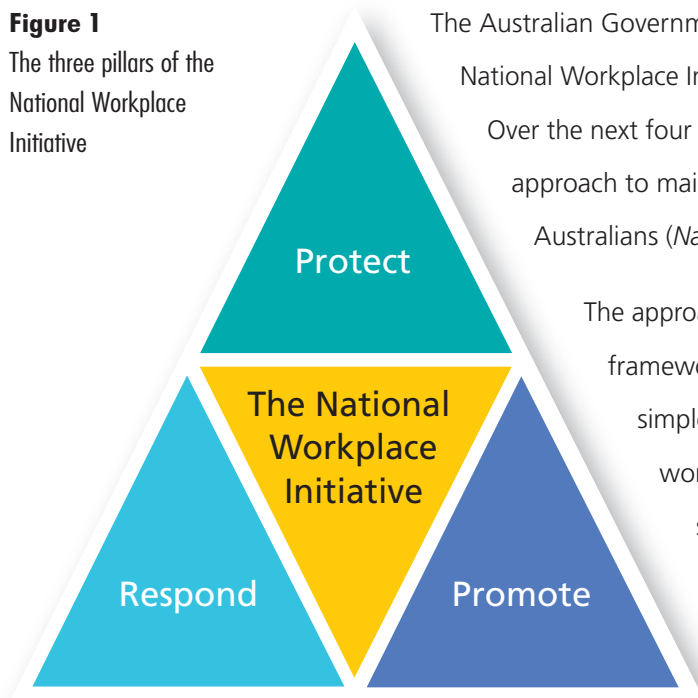 Figure 1
The three pillars of the
National Workplace
Initiative
The Australian
National Workplace
Over the next four
approach to
Australians (
The
simple
Protect
The National
Workplace
Initiative
Respond
Promote